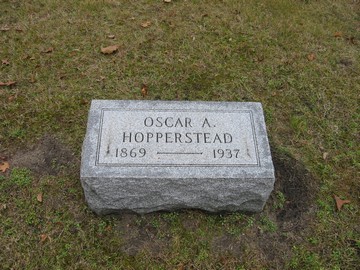 OSCAR A.
HOPPERSTEAD
1869 — 1937